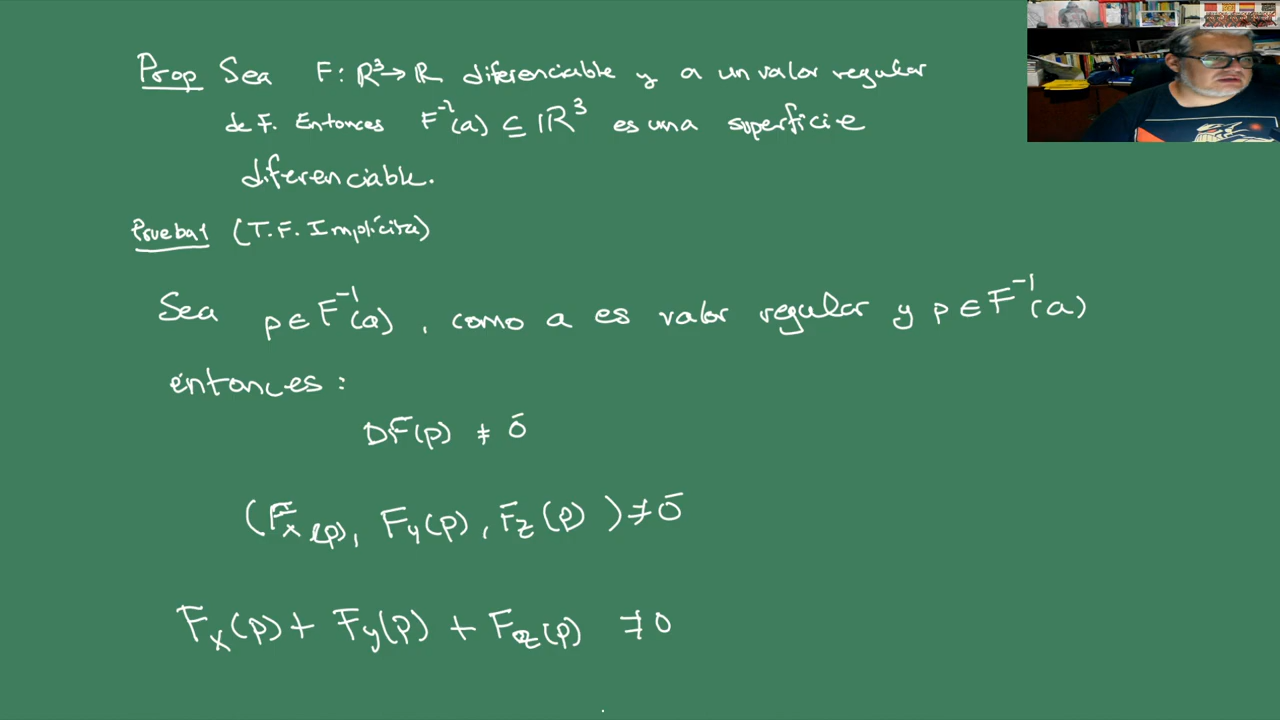 Prop Sea F: R³→ R diferenciable y a un valor regular
de F. Entonces F⁻¹(a) ⊆ IR³ es una superficie
diferenciable.
Prueba1 (T.F. Implícita)
Sea p∈F⁻¹(a), como a es valor regular y p∈F⁻¹(a)
entonces:
DF(p) ≠ 0̄
(Fx(p), Fy(p), Fz(p)) ≠ 0̄
Fx(p) + Fy(p) + Fz(p) ≠ 0